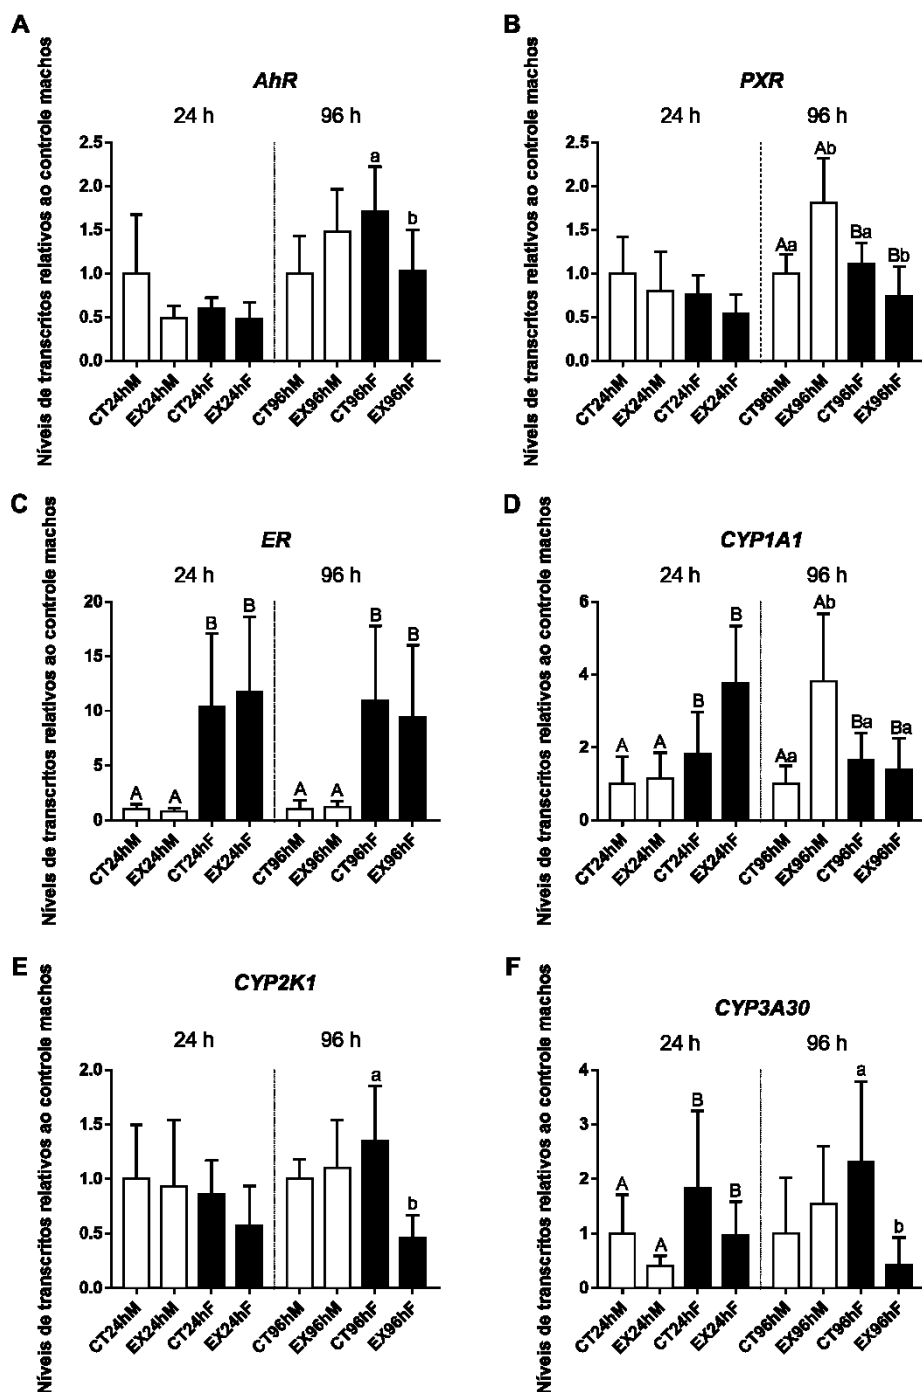 A
Níveis de transcritos relativos ao controle machos
AhR
24 h
96 h
2.5
2.0
1.5
1.0
0.5
0.0
a
b
CT24hM
EX24hM
CT24hF
EX24hF
CT96hM
EX96hM
CT96hF
EX96hF
B
Níveis de transcritos relativos ao controle machos
PXR
24 h
96 h
2.5
2.0
1.5
1.0
0.5
0.0
Aa
Ab
Ba
Bb
CT24hM
EX24hM
CT24hF
EX24hF
CT96hM
EX96hM
CT96hF
EX96hF
C
Níveis de transcritos relativos ao controle machos
ER
24 h
96 h
20
15
10
5
0
A
A
B
B
A
A
B
B
CT24hM
EX24hM
CT24hF
EX24hF
CT96hM
EX96hM
CT96hF
EX96hF
D
Níveis de transcritos relativos ao controle machos
CYP1A1
24 h
96 h
6
4
2
0
A
A
B
B
Aa
Ab
Ba
Ba
CT24hM
EX24hM
CT24hF
EX24hF
CT96hM
EX96hM
CT96hF
EX96hF
E
Níveis de transcritos relativos ao controle machos
CYP2K1
24 h
96 h
2.0
1.5
1.0
0.5
0.0
a
b
CT24hM
EX24hM
CT24hF
EX24hF
CT96hM
EX96hM
CT96hF
EX96hF
F
Níveis de transcritos relativos ao controle machos
CYP3A30
24 h
96 h
4
3
2
1
0
A
A
B
B
a
b
CT24hM
EX24hM
CT24hF
EX24hF
CT96hM
EX96hM
CT96hF
EX96hF